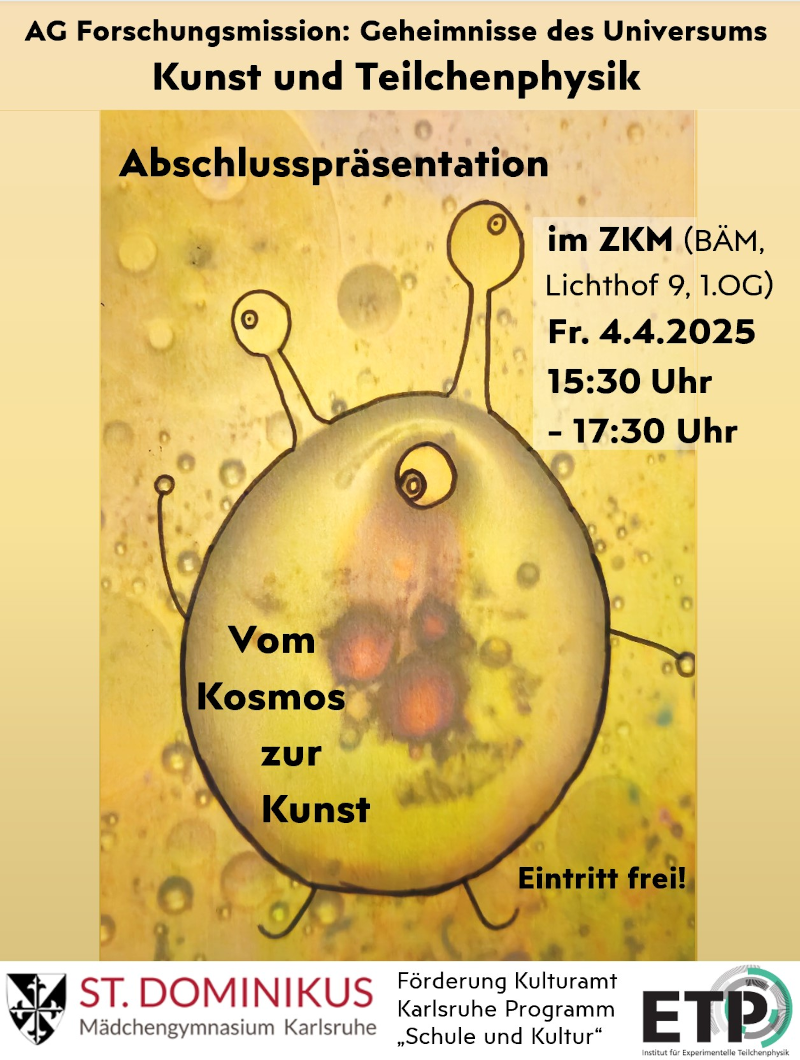 AG Forschungsmission: Geheimnisse des Universums
Kunst und Teilchenphysik
Abschlusspräsentation
im ZKM (BÄM,
Lichthof 9, 1.OG)
Fr. 4.4.2025
15:30 Uhr
- 17:30 Uhr
Vom
Kosmos
zur
Kunst
Eintritt frei!
ST. DOMINIKUS
Mädchengymnasium Karlsruhe
Förderung Kulturamt
Karlsruhe Programm
„Schule und Kultur“
ETP
Institut für Experimentelle Teilchenphysik